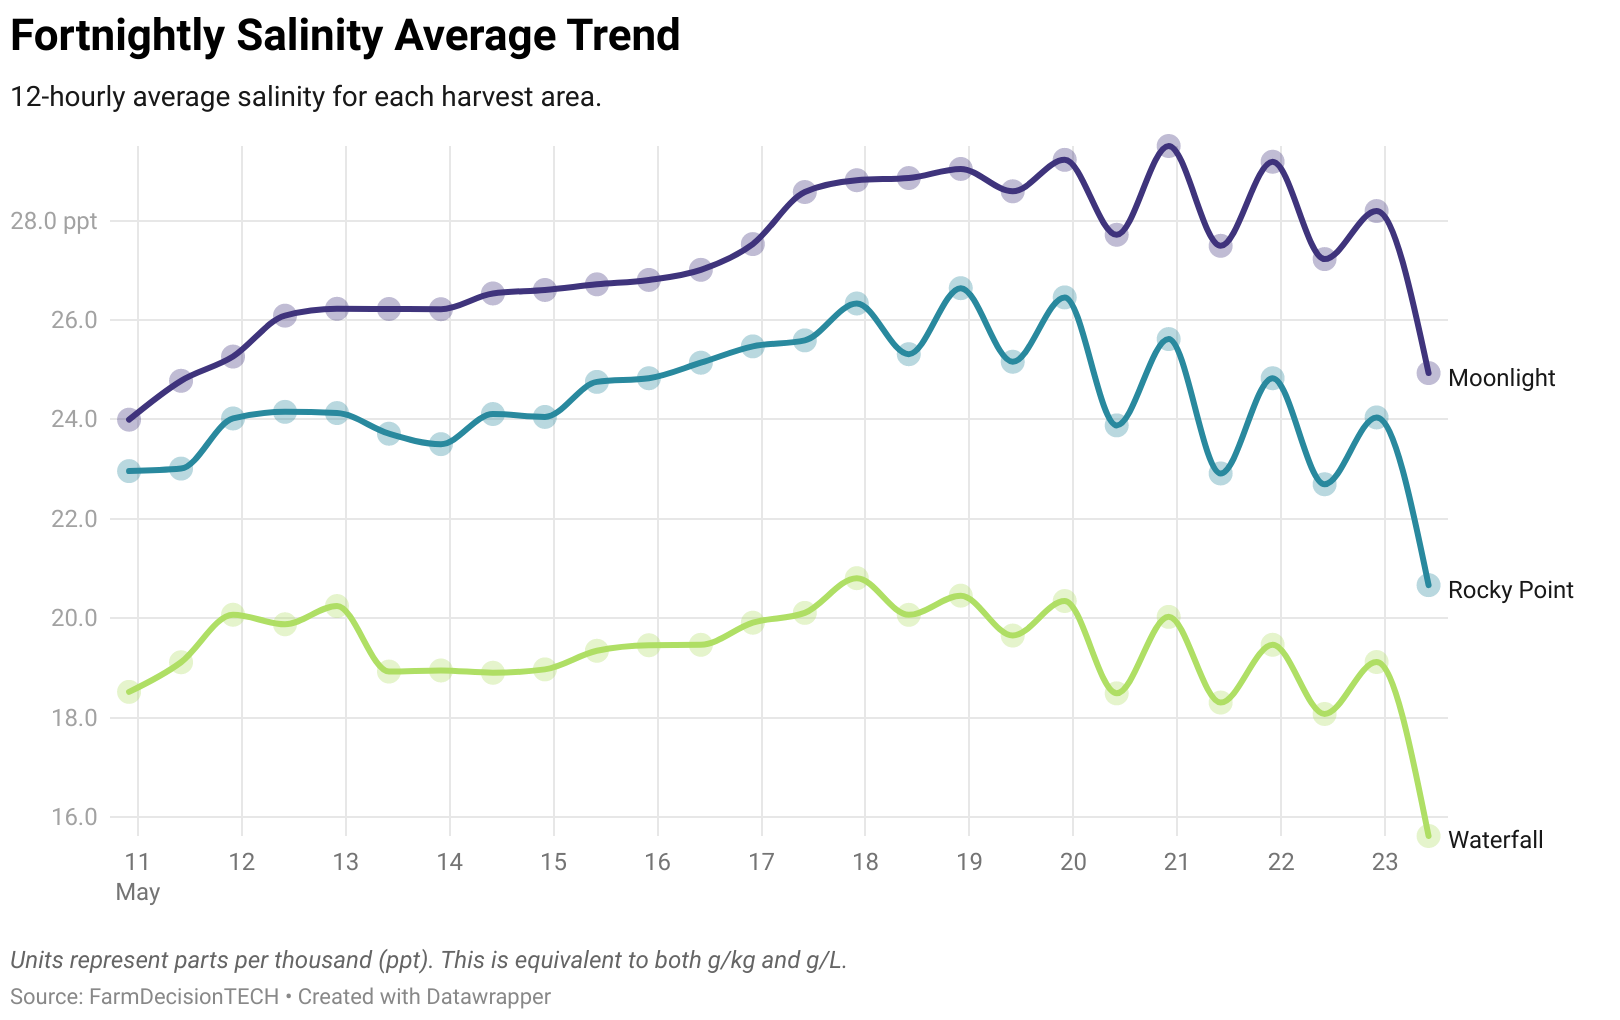 Fortnightly Salinity Average Trend
12-hourly average salinity for each harvest area.
28.0 ppt
26.0
24.0
22.0
20.0
18.0
16.0
Moonlight
Rocky Point
Waterfall
11 12 13 14 15 16 17 18 19 20 21 22 23
May
Units represent parts per thousand (ppt). This is equivalent to both g/kg and g/L.
Source: FarmDecisionTECH • Created with Datawrapper